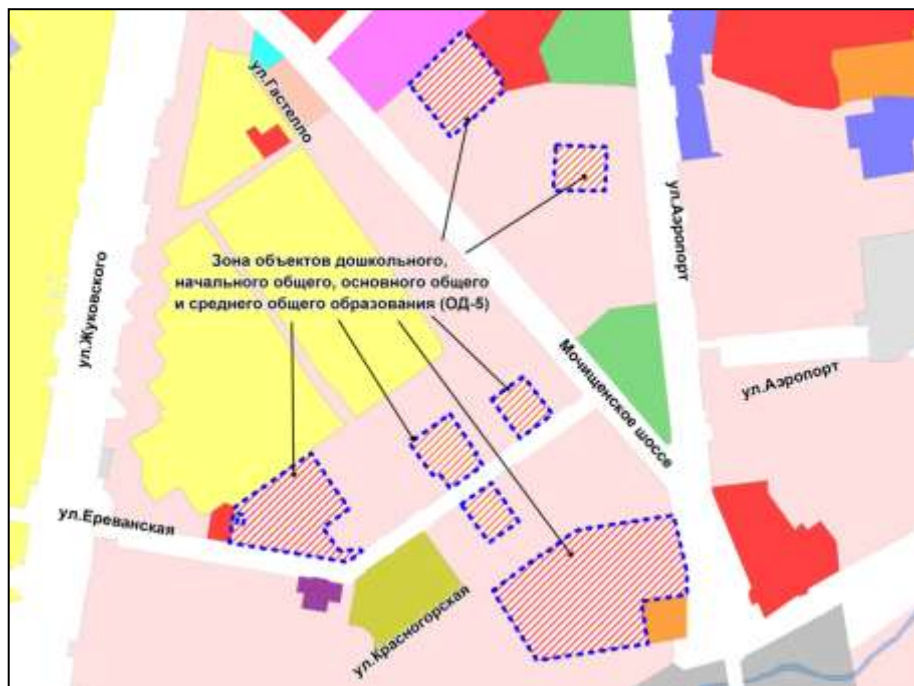 ул.Гастелло
ул.Аэропорт
Зона объектов дошкольного,
начального общего, основного общего
и среднего общего образования (ОД-5)
ул.Жуковского
Мочищенское шоссе
ул.Аэропорт
ул.Ереванская
ул.Красногорская